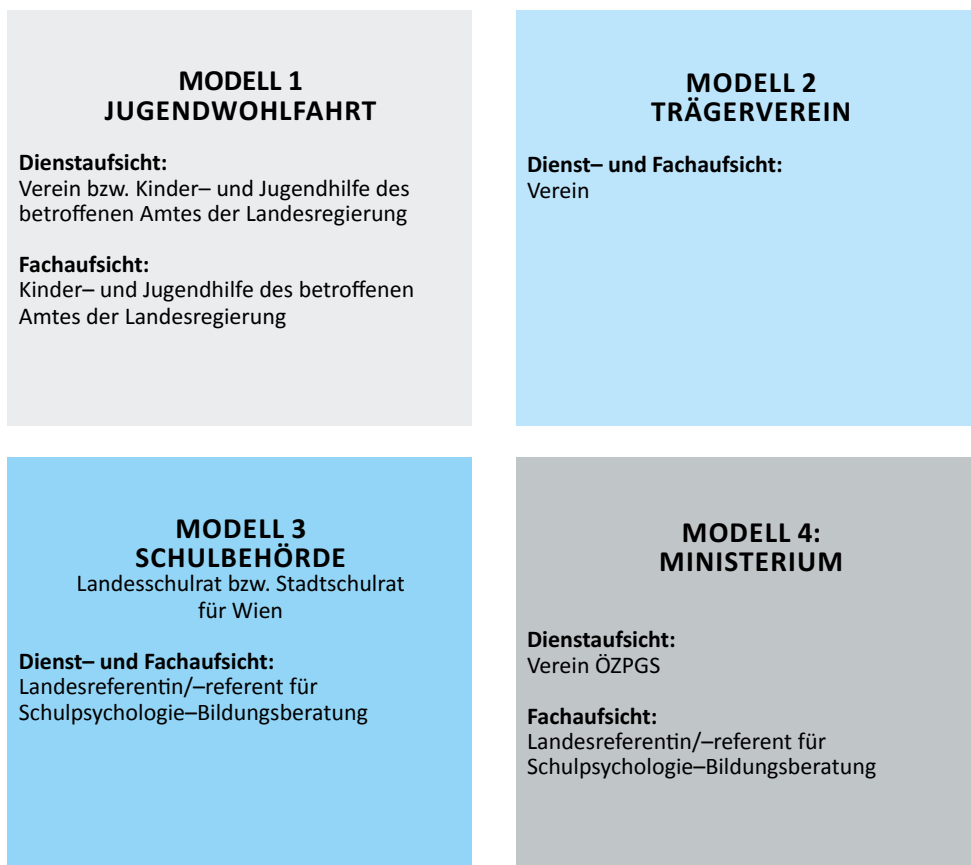 MODELL 1
JUGENDWOHLFAHRT
Dienstaufsicht:
Verein bzw. Kinder– und Jugendhilfe des
betroffenen Amtes der Landesregierung
Fachaufsicht:
Kinder– und Jugendhilfe des betroffenen
Amtes der Landesregierung
MODELL 2
TRÄGERVEREIN
Dienst– und Fachaufsicht:
Verein
MODELL 3
SCHULBEHÖRDE
Landesschulrat bzw. Stadtschulrat
für Wien
Dienst– und Fachaufsicht:
Landesreferentin/–referent für
Schulpsychologie–Bildungsberatung
MODELL 4:
MINISTERIUM
Dienstaufsicht:
Verein ÖZPGS
Fachaufsicht:
Landesreferentin/–referent für
Schulpsychologie–Bildungsberatung